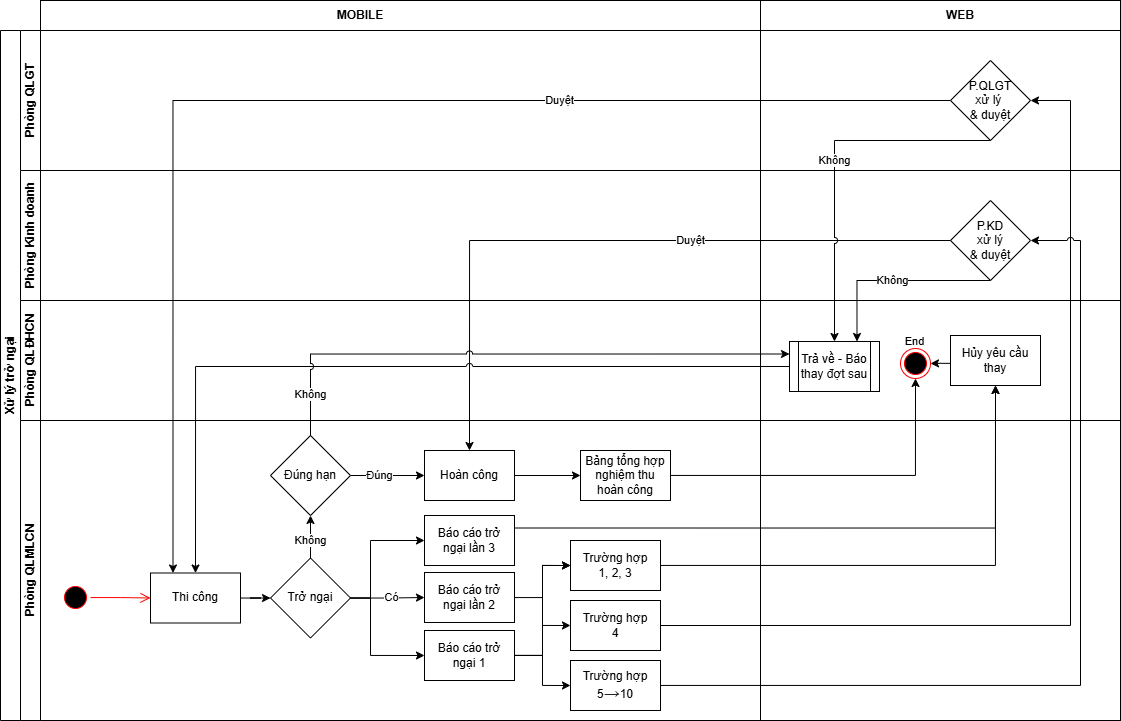 MOBILE
WEB
Xử lý trở ngại
Phòng QLGT
P.QLGT
xử lý
& duyệt
Duyệt
Không
Phòng Kinh doanh
P.KD
xử lý
& duyệt
Duyệt
Không
Phòng QLĐHCN
Trả về - Báo
thay đợt sau
End
Hủy yêu cầu
thay
Không
Phòng QLMLCN
Đúng hạn
Đúng
Hoàn công
Bảng tổng hợp
nghiệm thu
hoàn công
Không
Báo cáo trở
ngại lần 3
Trường hợp
1, 2, 3
Thi công
Trở ngại
Có
Báo cáo trở
ngại lần 2
Trường hợp
4
Báo cáo trở
ngại 1
Trường hợp
5→10